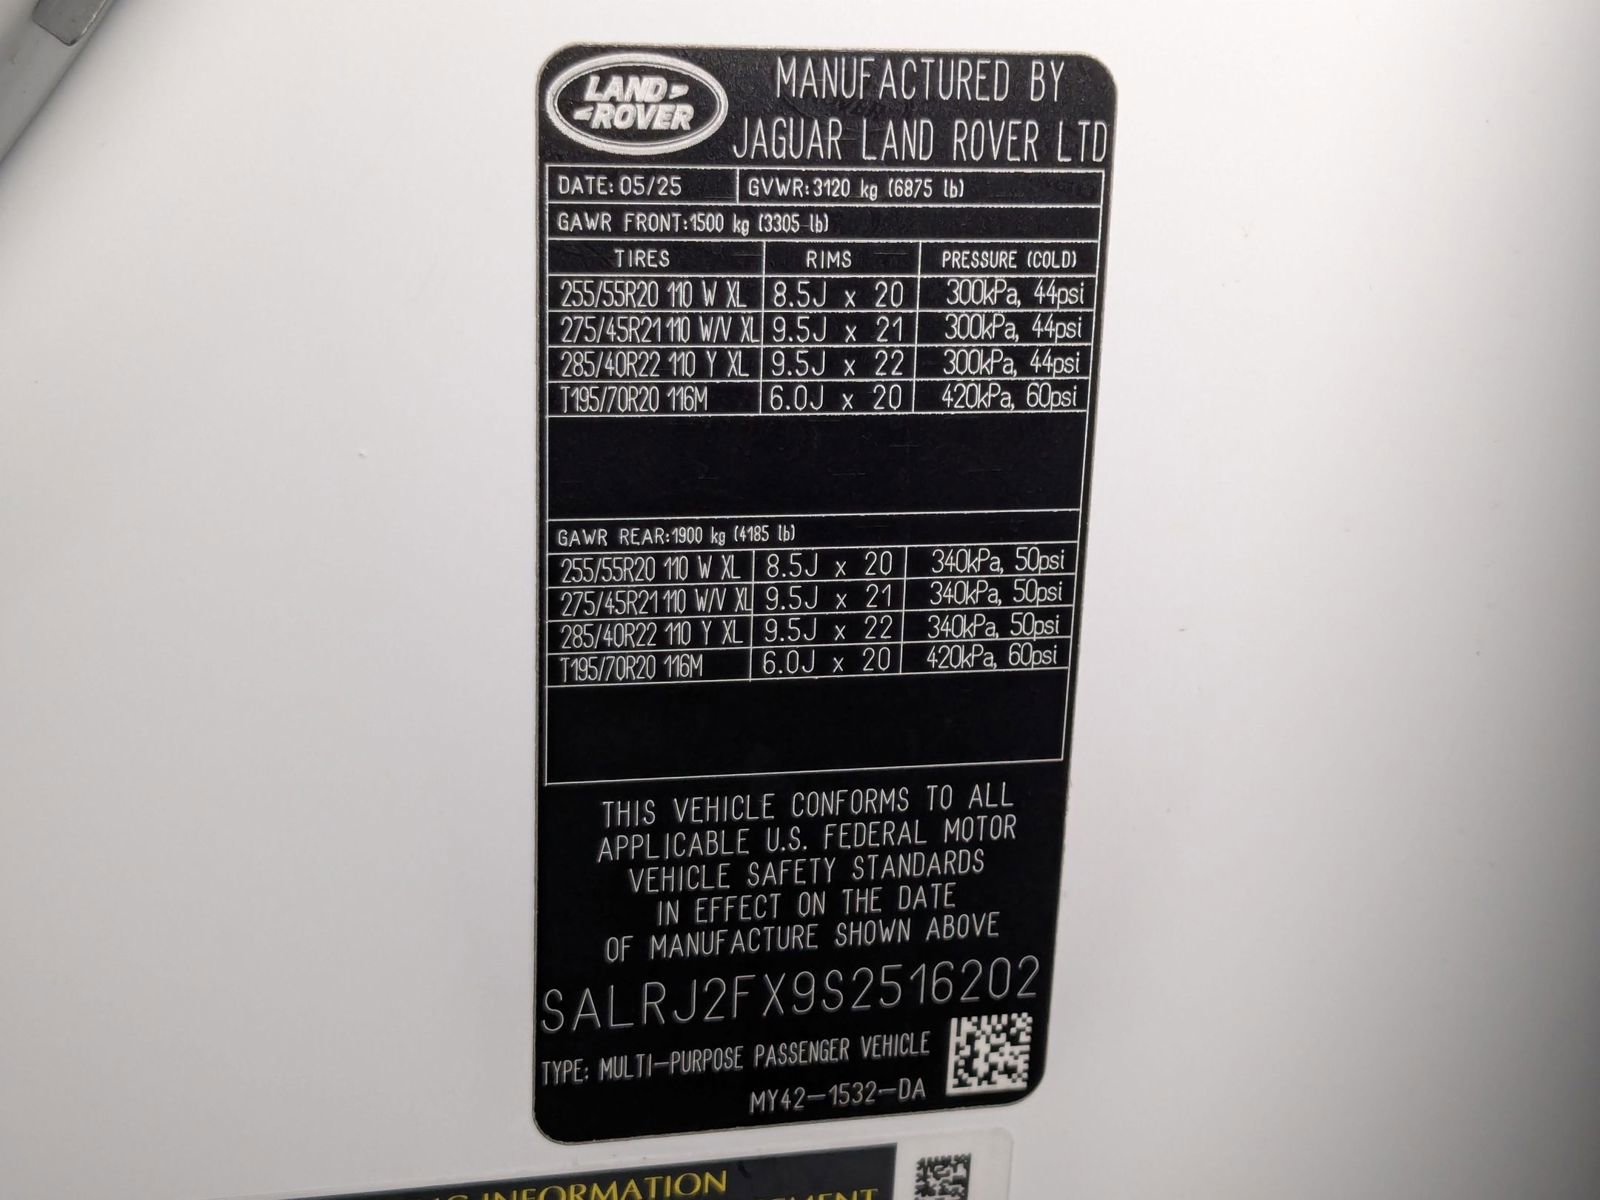 LAND ROVER
MANUFACTURED BY
JAGUAR LAND ROVER LTD
DATE: 05/25 GVWR: 3120 kg (6875 lb)
GAWR FRONT: 1500 kg (3305 lb)
TIRES RIMS PRESSURE (COLD)
255/55R20 110 W XL 8.5J x 20 300kPa, 44psi
275/45R21 110 W/V XL 9.5J x 21 300kPa, 44psi
285/40R22 110 Y XL 9.5J x 22 300kPa, 44psi
T195/70R20 116M 6.0J x 20 420kPa, 60psi
GAWR REAR: 1900 kg (4185 lb)
255/55R20 110 W XL 8.5J x 20 340kPa, 50psi
275/45R21 110 W/V XL 9.5J x 21 340kPa, 50psi
285/40R22 110 Y XL 9.5J x 22 340kPa, 50psi
T195/70R20 116M 6.0J x 20 420kPa, 60psi
THIS VEHICLE CONFORMS TO ALL
APPLICABLE U.S. FEDERAL MOTOR
VEHICLE SAFETY STANDARDS
IN EFFECT ON THE DATE
OF MANUFACTURE SHOWN ABOVE
SALRJ2FX9S2516202
TYPE: MULTI-PURPOSE PASSENGER VEHICLE
MY42-1532-DA
INFORMATION